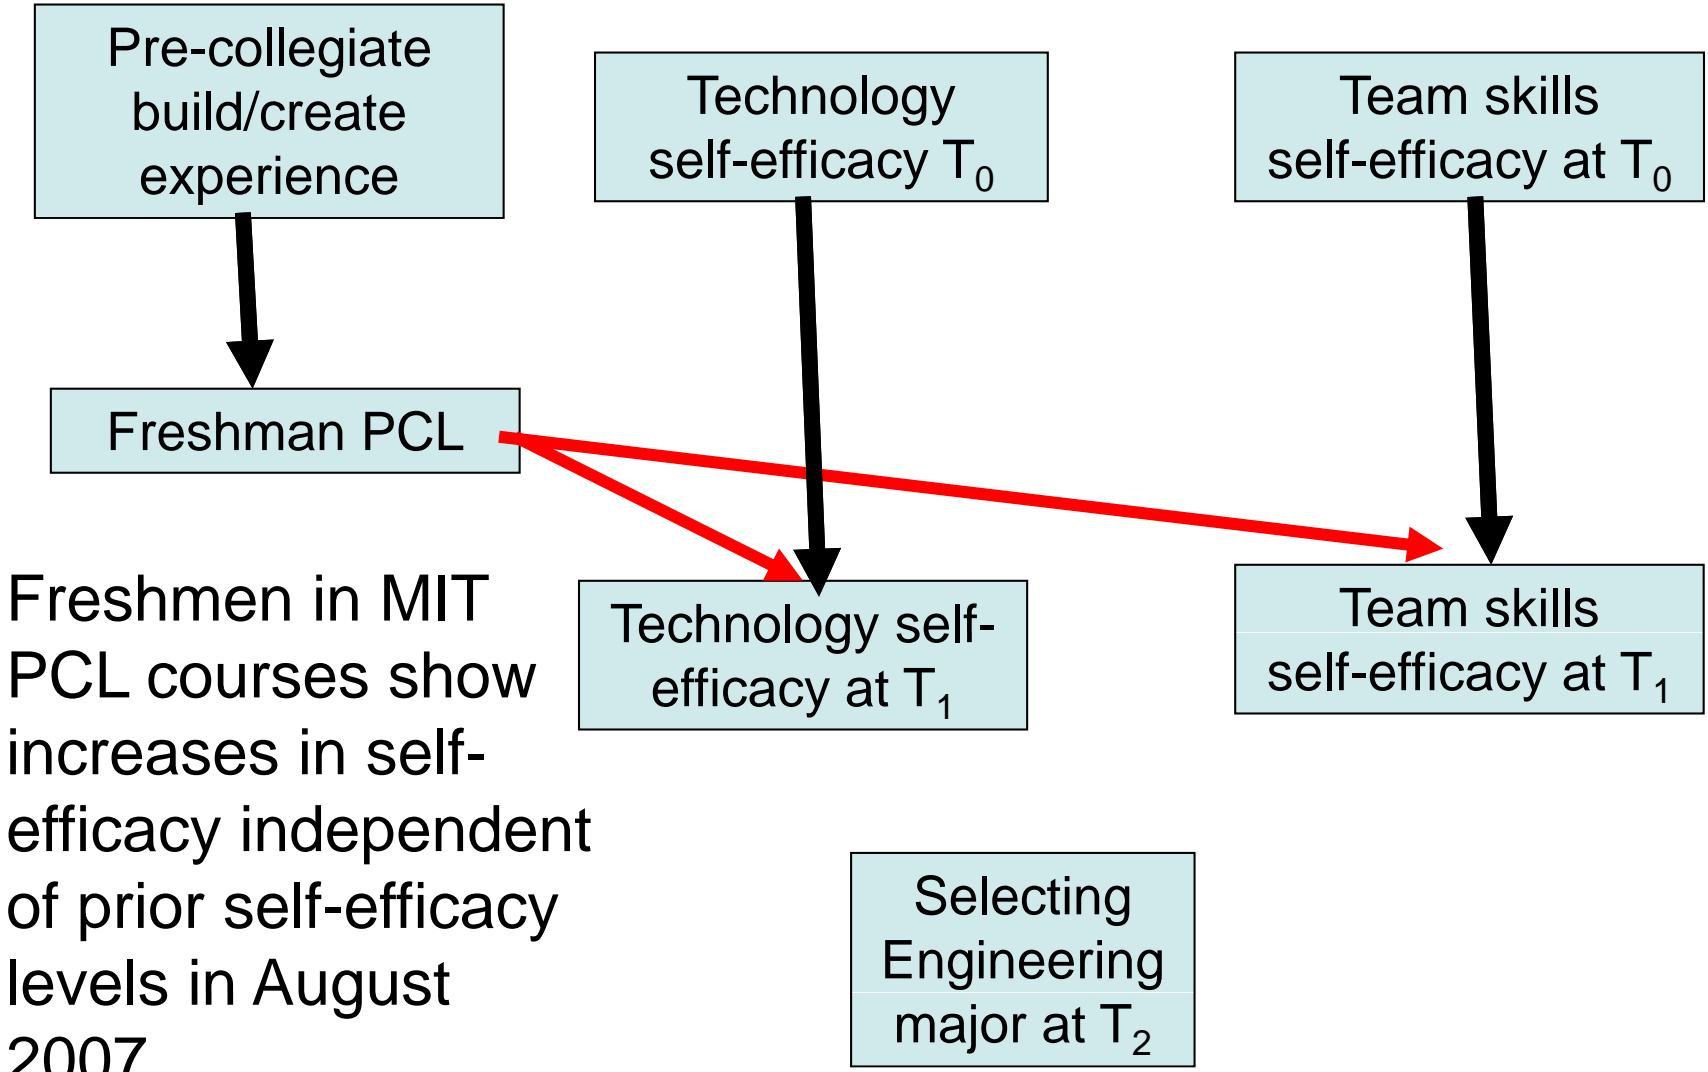 Pre-collegiate
build/create
experience
Technology
self-efficacy T0
Team skills
self-efficacy at T0
Freshman PCL
Technology self-
efficacy at T1
Team skills
self-efficacy at T1
Freshmen in MIT
PCL courses show
increases in self-
efficacy independent
of prior self-efficacy
levels in August
2007
Selecting
Engineering
major at T2